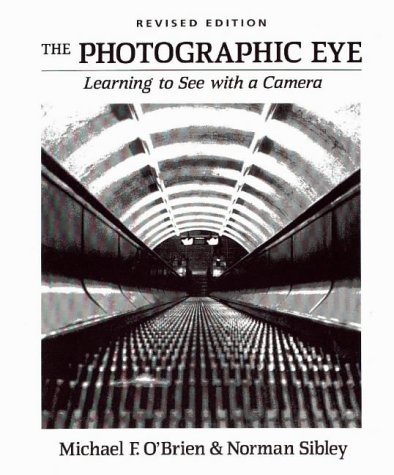 REVISED EDITION
THE PHOTOGRAPHIC EYE
Learning to See with a Camera
Michael F. O'Brien & Norman Sibley